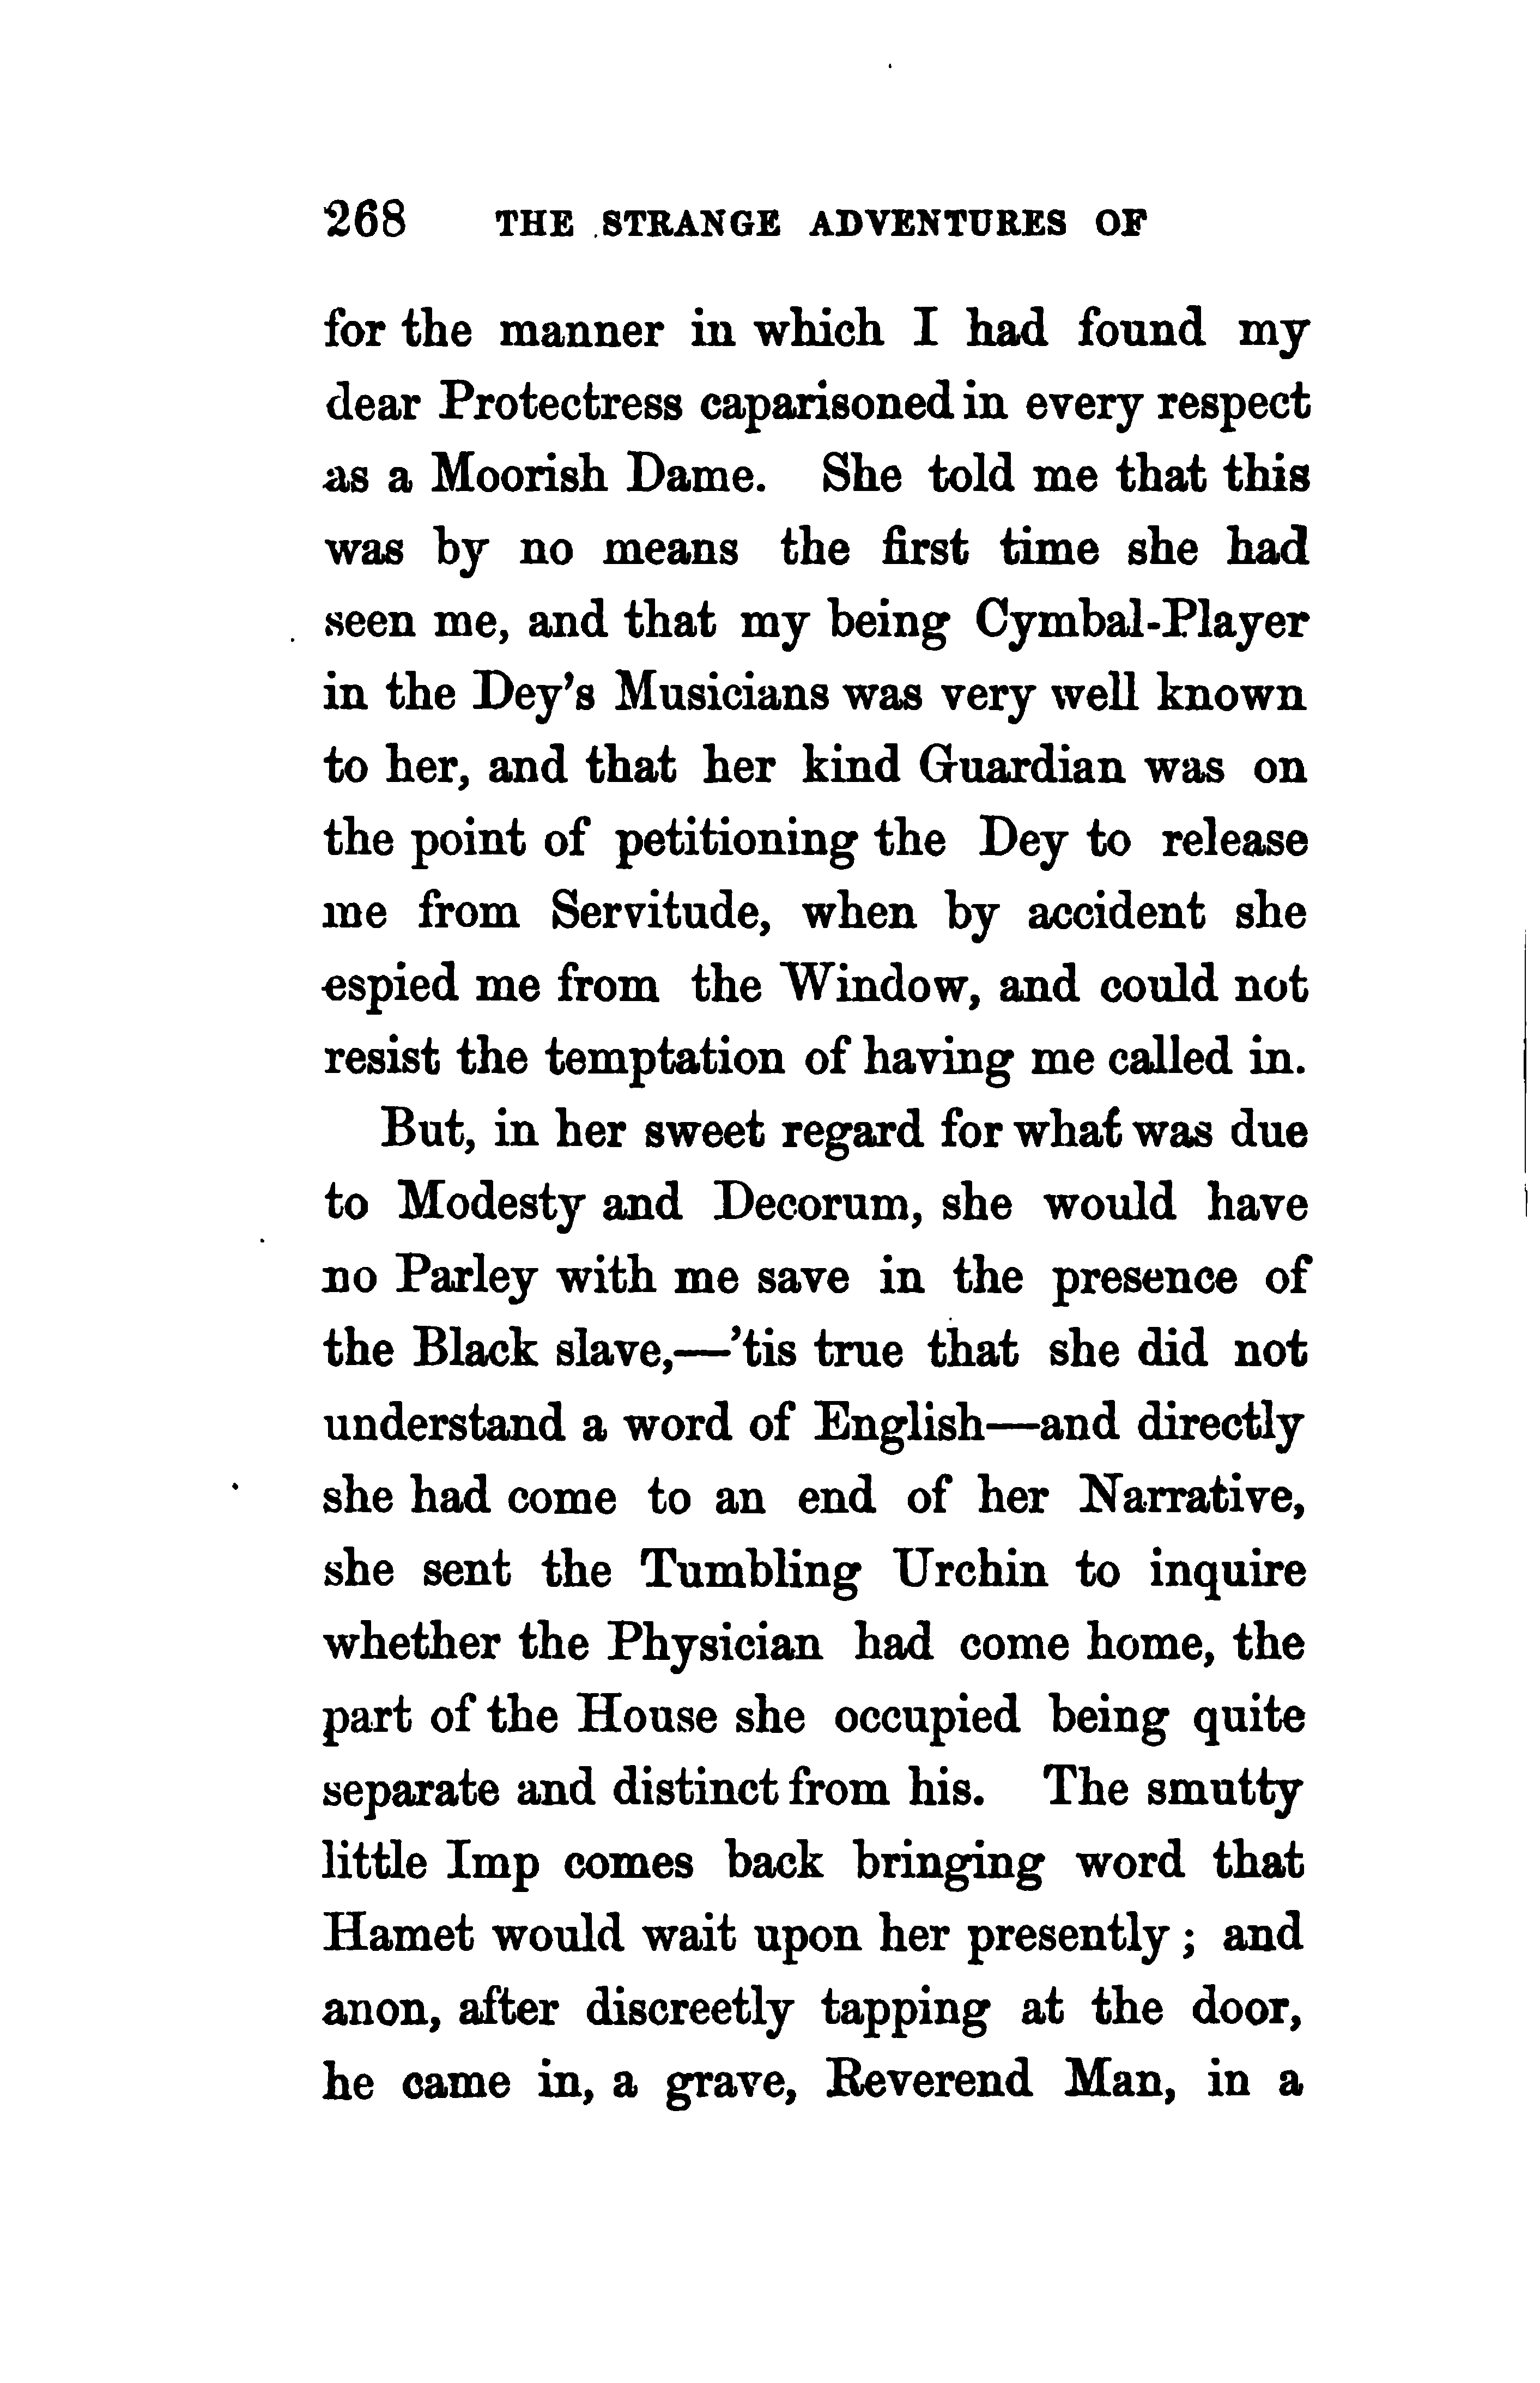 268 THE STRANGE ADVENTURES OF
for the manner in which I had found my
dear Protectress caparisoned in every respect
as a Moorish Dame. She told me that this
was by no means the first time she had
seen me, and that my being Cymbal-Player
in the Dey's Musicians was very well known
to her, and that her kind Guardian was on
the point of petitioning the Dey to release
me from Servitude, when by accident she
espied me from the Window, and could not
resist the temptation of having me called in.
But, in her sweet regard for what was due
to Modesty and Decorum, she would have
no Parley with me save in the presence of
the Black slave,—'tis true that she did not
understand a word of English—and directly
she had come to an end of her Narrative,
she sent the Tumbling Urchin to inquire
whether the Physician had come home, the
part of the House she occupied being quite
separate and distinct from his. The smutty
little Imp comes back bringing word that
Hamet would wait upon her presently; and
anon, after discreetly tapping at the door,
he came in, a grave, Reverend Man, in a